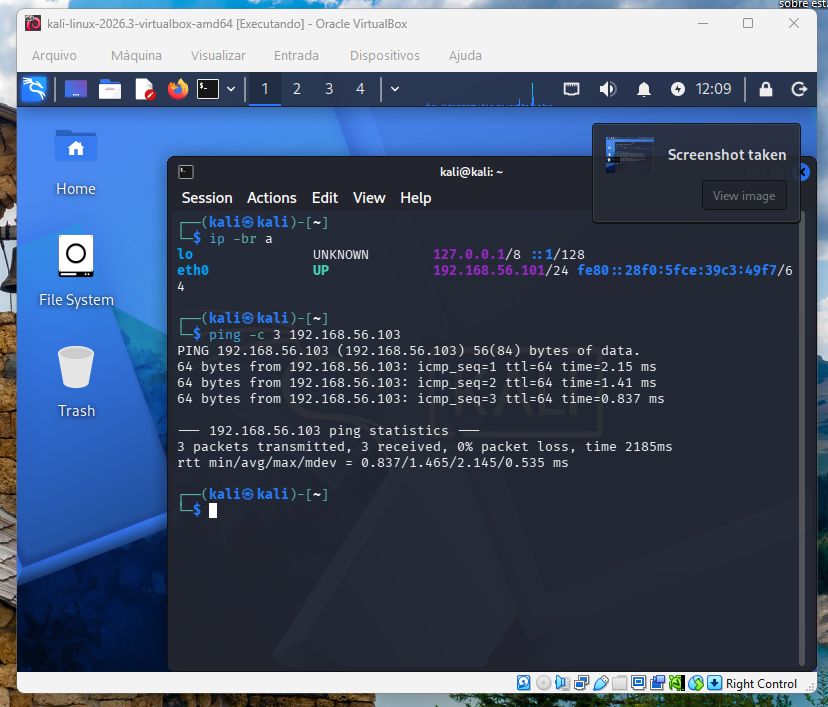 sobre est.
kali-linux-2026.3-virtualbox-amd64 [Executando] - Oracle VirtualBox
Arquivo Máquina Visualizar Entrada Dispositivos Ajuda
1 2 3 4 12:09
Screenshot taken
View image
Home
File System
Trash
kali@kali: ~
Session Actions Edit View Help
┌──(kali㉿kali)-[~]
└─$ ip -br a
lo UNKNOWN 127.0.0.1/8 ::1/128
eth0 UP 192.168.56.101/24 fe80::28f0:5fce:39c3:49f7/6
4
┌──(kali㉿kali)-[~]
└─$ ping -c 3 192.168.56.103
PING 192.168.56.103 (192.168.56.103) 56(84) bytes of data.
64 bytes from 192.168.56.103: icmp_seq=1 ttl=64 time=2.15 ms
64 bytes from 192.168.56.103: icmp_seq=2 ttl=64 time=1.41 ms
64 bytes from 192.168.56.103: icmp_seq=3 ttl=64 time=0.837 ms
--- 192.168.56.103 ping statistics ---
3 packets transmitted, 3 received, 0% packet loss, time 2185ms
rtt min/avg/max/mdev = 0.837/1.465/2.145/0.535 ms
┌──(kali㉿kali)-[~]
└─$
Right Control